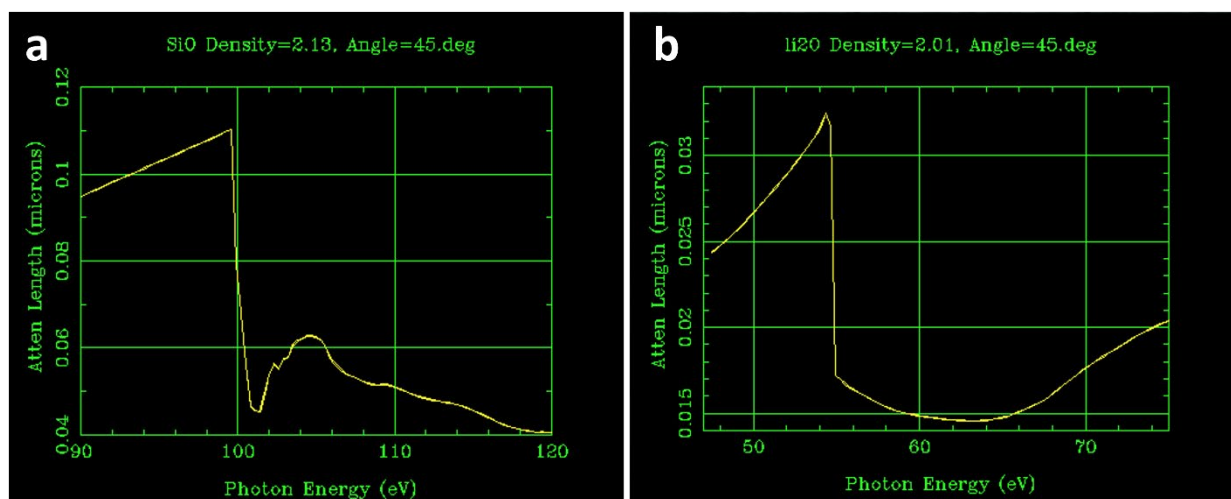 a
SiO Density=2.13, Angle=45.deg
Atten Length (microns)
0.12
0.1
0.08
0.06
0.04
90 100 110 120
Photon Energy (eV)
b
li2O Density=2.01, Angle=45.deg
Atten Length (microns)
0.03
0.025
0.02
0.015
50 60 70
Photon Energy (eV)